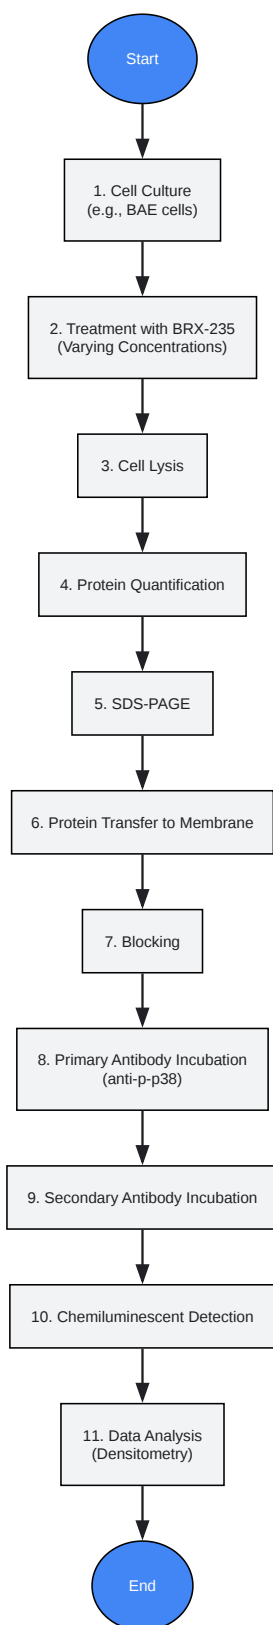 Start
1. Cell Culture
(e.g., BAE cells)
2. Treatment with BRX-235
(Varying Concentrations)
3. Cell Lysis
4. Protein Quantification
5. SDS-PAGE
6. Protein Transfer to Membrane
7. Blocking
8. Primary Antibody Incubation
(anti-p-p38)
9. Secondary Antibody Incubation
10. Chemiluminescent Detection
11. Data Analysis
(Densitometry)
End